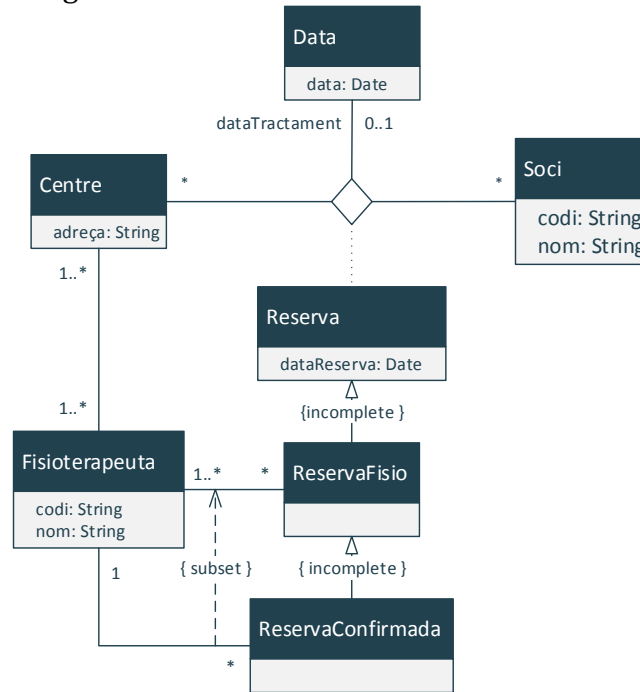 Data
data: Date
dataTractament 0..1
Centre
adreça: String
*
*
Soci
codi: String
nom: String
1..*
Reserva
dataReserva: Date
{incomplete }
1..*
Fisioterapeuta
codi: String
nom: String
1..*
*
ReservaFisio
{ subset }
{ incomplete }
1
ReservaConfirmada
*